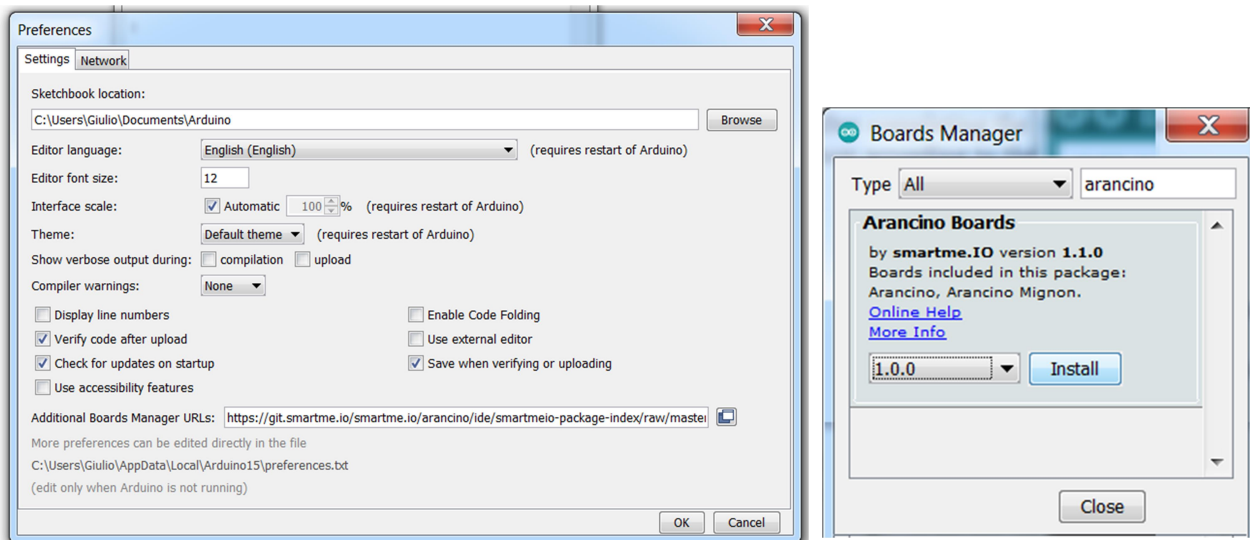 Preferences
Settings Network
Sketchbook location:
C:\Users\Giulio\Documents\Arduino Browse
Editor language: English (English) (requires restart of Arduino)
Editor font size: 12
Interface scale: Automatic 100 % (requires restart of Arduino)
Theme: Default theme (requires restart of Arduino)
Show verbose output during: compilation upload
Compiler warnings: None
Display line numbers Enable Code Folding
Verify code after upload Use external editor
Check for updates on startup Save when verifying or uploading
Use accessibility features
Additional Boards Manager URLs: https://git.smartme.io/smartme.io/arancino/ide/smartmeio-package-index/raw/master
More preferences can be edited directly in the file
C:\Users\Giulio\AppData\Local\Arduino15\preferences.txt
(edit only when Arduino is not running)
OK Cancel
Boards Manager
Type All arancino
Arancino Boards
by smartme.IO version 1.1.0
Boards included in this package:
Arancino, Arancino Mignon.
Online Help
More Info
1.0.0 Install
Close